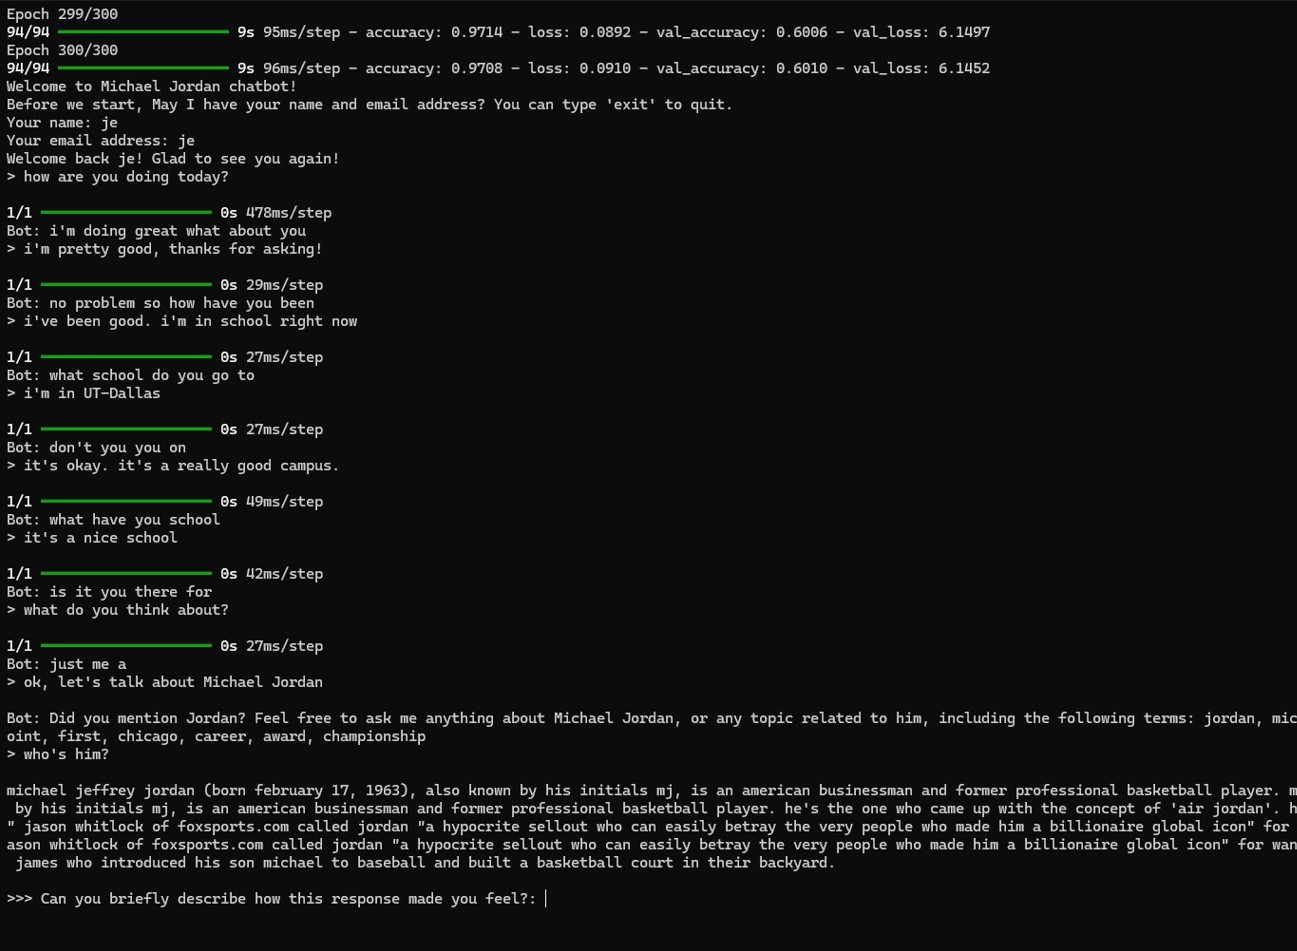 Epoch 299/300
94/94 ━━━━━━━━━━━━━━━━━━━━ 9s 95ms/step - accuracy: 0.9714 - loss: 0.0892 - val_accuracy: 0.6006 - val_loss: 6.1497
Epoch 300/300
94/94 ━━━━━━━━━━━━━━━━━━━━ 9s 96ms/step - accuracy: 0.9708 - loss: 0.0910 - val_accuracy: 0.6010 - val_loss: 6.1452
Welcome to Michael Jordan chatbot!
Before we start, May I have your name and email address? You can type 'exit' to quit.
Your name: je
Your email address: je
Welcome back je! Glad to see you again!
> how are you doing today?
1/1 ━━━━━━━━━━━━━━━━━━━━ 0s 478ms/step
Bot: i'm doing great what about you
> i'm pretty good, thanks for asking!
1/1 ━━━━━━━━━━━━━━━━━━━━ 0s 29ms/step
Bot: no problem so how have you been
> i've been good. i'm in school right now
1/1 ━━━━━━━━━━━━━━━━━━━━ 0s 27ms/step
Bot: what school do you go to
> i'm in UT-Dallas
1/1 ━━━━━━━━━━━━━━━━━━━━ 0s 27ms/step
Bot: don't you you on
> it's okay. it's a really good campus.
1/1 ━━━━━━━━━━━━━━━━━━━━ 0s 49ms/step
Bot: what have you school
> it's a nice school
1/1 ━━━━━━━━━━━━━━━━━━━━ 0s 42ms/step
Bot: is it you there for
> what do you think about?
1/1 ━━━━━━━━━━━━━━━━━━━━ 0s 27ms/step
Bot: just me a
> ok, let's talk about Michael Jordan
Bot: Did you mention Jordan? Feel free to ask me anything about Michael Jordan, or any topic related to him, including the following terms: jordan, mic
oint, first, chicago, career, award, championship
> who's him?
michael jeffrey jordan (born february 17, 1963), also known by his initials mj, is an american businessman and former professional basketball player. m
by his initials mj, is an american businessman and former professional basketball player. he's the one who came up with the concept of 'air jordan'. h
" jason whitlock of foxsports.com called jordan "a hypocrite sellout who can easily betray the very people who made him a billionaire global icon" for
ason whitlock of foxsports.com called jordan "a hypocrite sellout who can easily betray the very people who made him a billionaire global icon" for wan
james who introduced his son michael to baseball and built a basketball court in their backyard.
>>> Can you briefly describe how this response made you feel?: